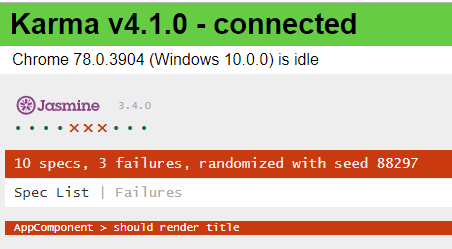 Karma v4.1.0 - connected
Chrome 78.0.3904 (Windows 10.0.0) is idle
Jasmine 3.4.0
• • • • × × × • • •
10 specs, 3 failures, randomized with seed 88297
Spec List | Failures
AppComponent > should render title